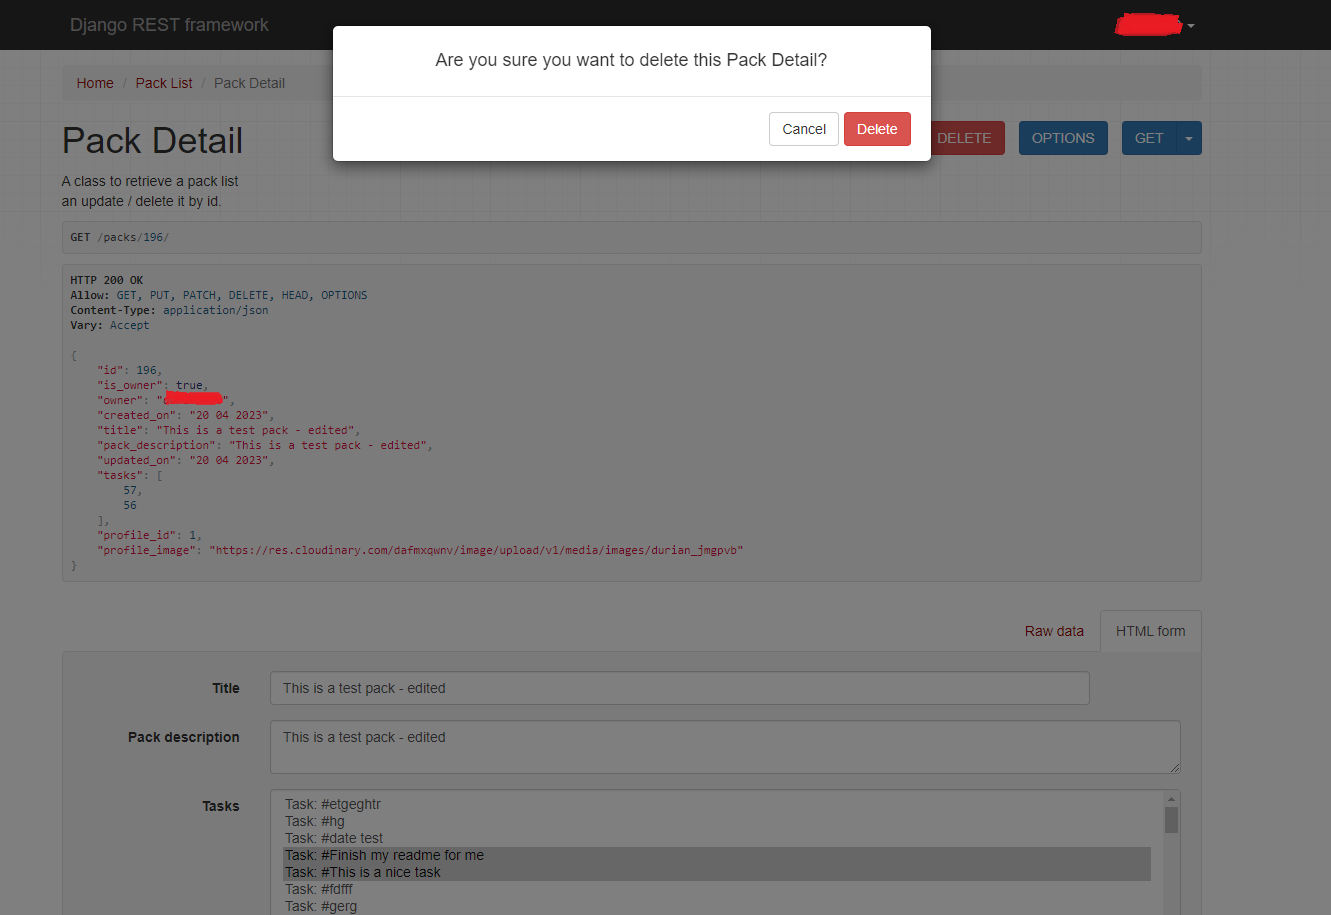 Django REST framework
Are you sure you want to delete this Pack Detail?
Cancel
Delete
Home / Pack List / Pack Detail
Pack Detail
DELETE
OPTIONS
GET
A class to retrieve a pack list
an update / delete it by id.
GET /packs/196/
HTTP 200 OK
Allow: GET, PUT, PATCH, DELETE, HEAD, OPTIONS
Content-Type: application/json
Vary: Accept
{
"id": 196,
"is_owner": true,
"owner": "",
"created_on": "20 04 2023",
"title": "This is a test pack - edited",
"pack_description": "This is a test pack - edited",
"updated_on": "20 04 2023",
"tasks": [
57,
56
],
"profile_id": 1,
"profile_image": "https://res.cloudinary.com/dafmxqwnv/image/upload/v1/media/images/durian_jmgpvb"
}
Raw data
HTML form
Title
This is a test pack - edited
Pack description
This is a test pack - edited
Tasks
Task: #etgeghtr
Task: #hg
Task: #date test
Task: #Finish my readme for me
Task: #This is a nice task
Task: #fdfff
Task: #gerg